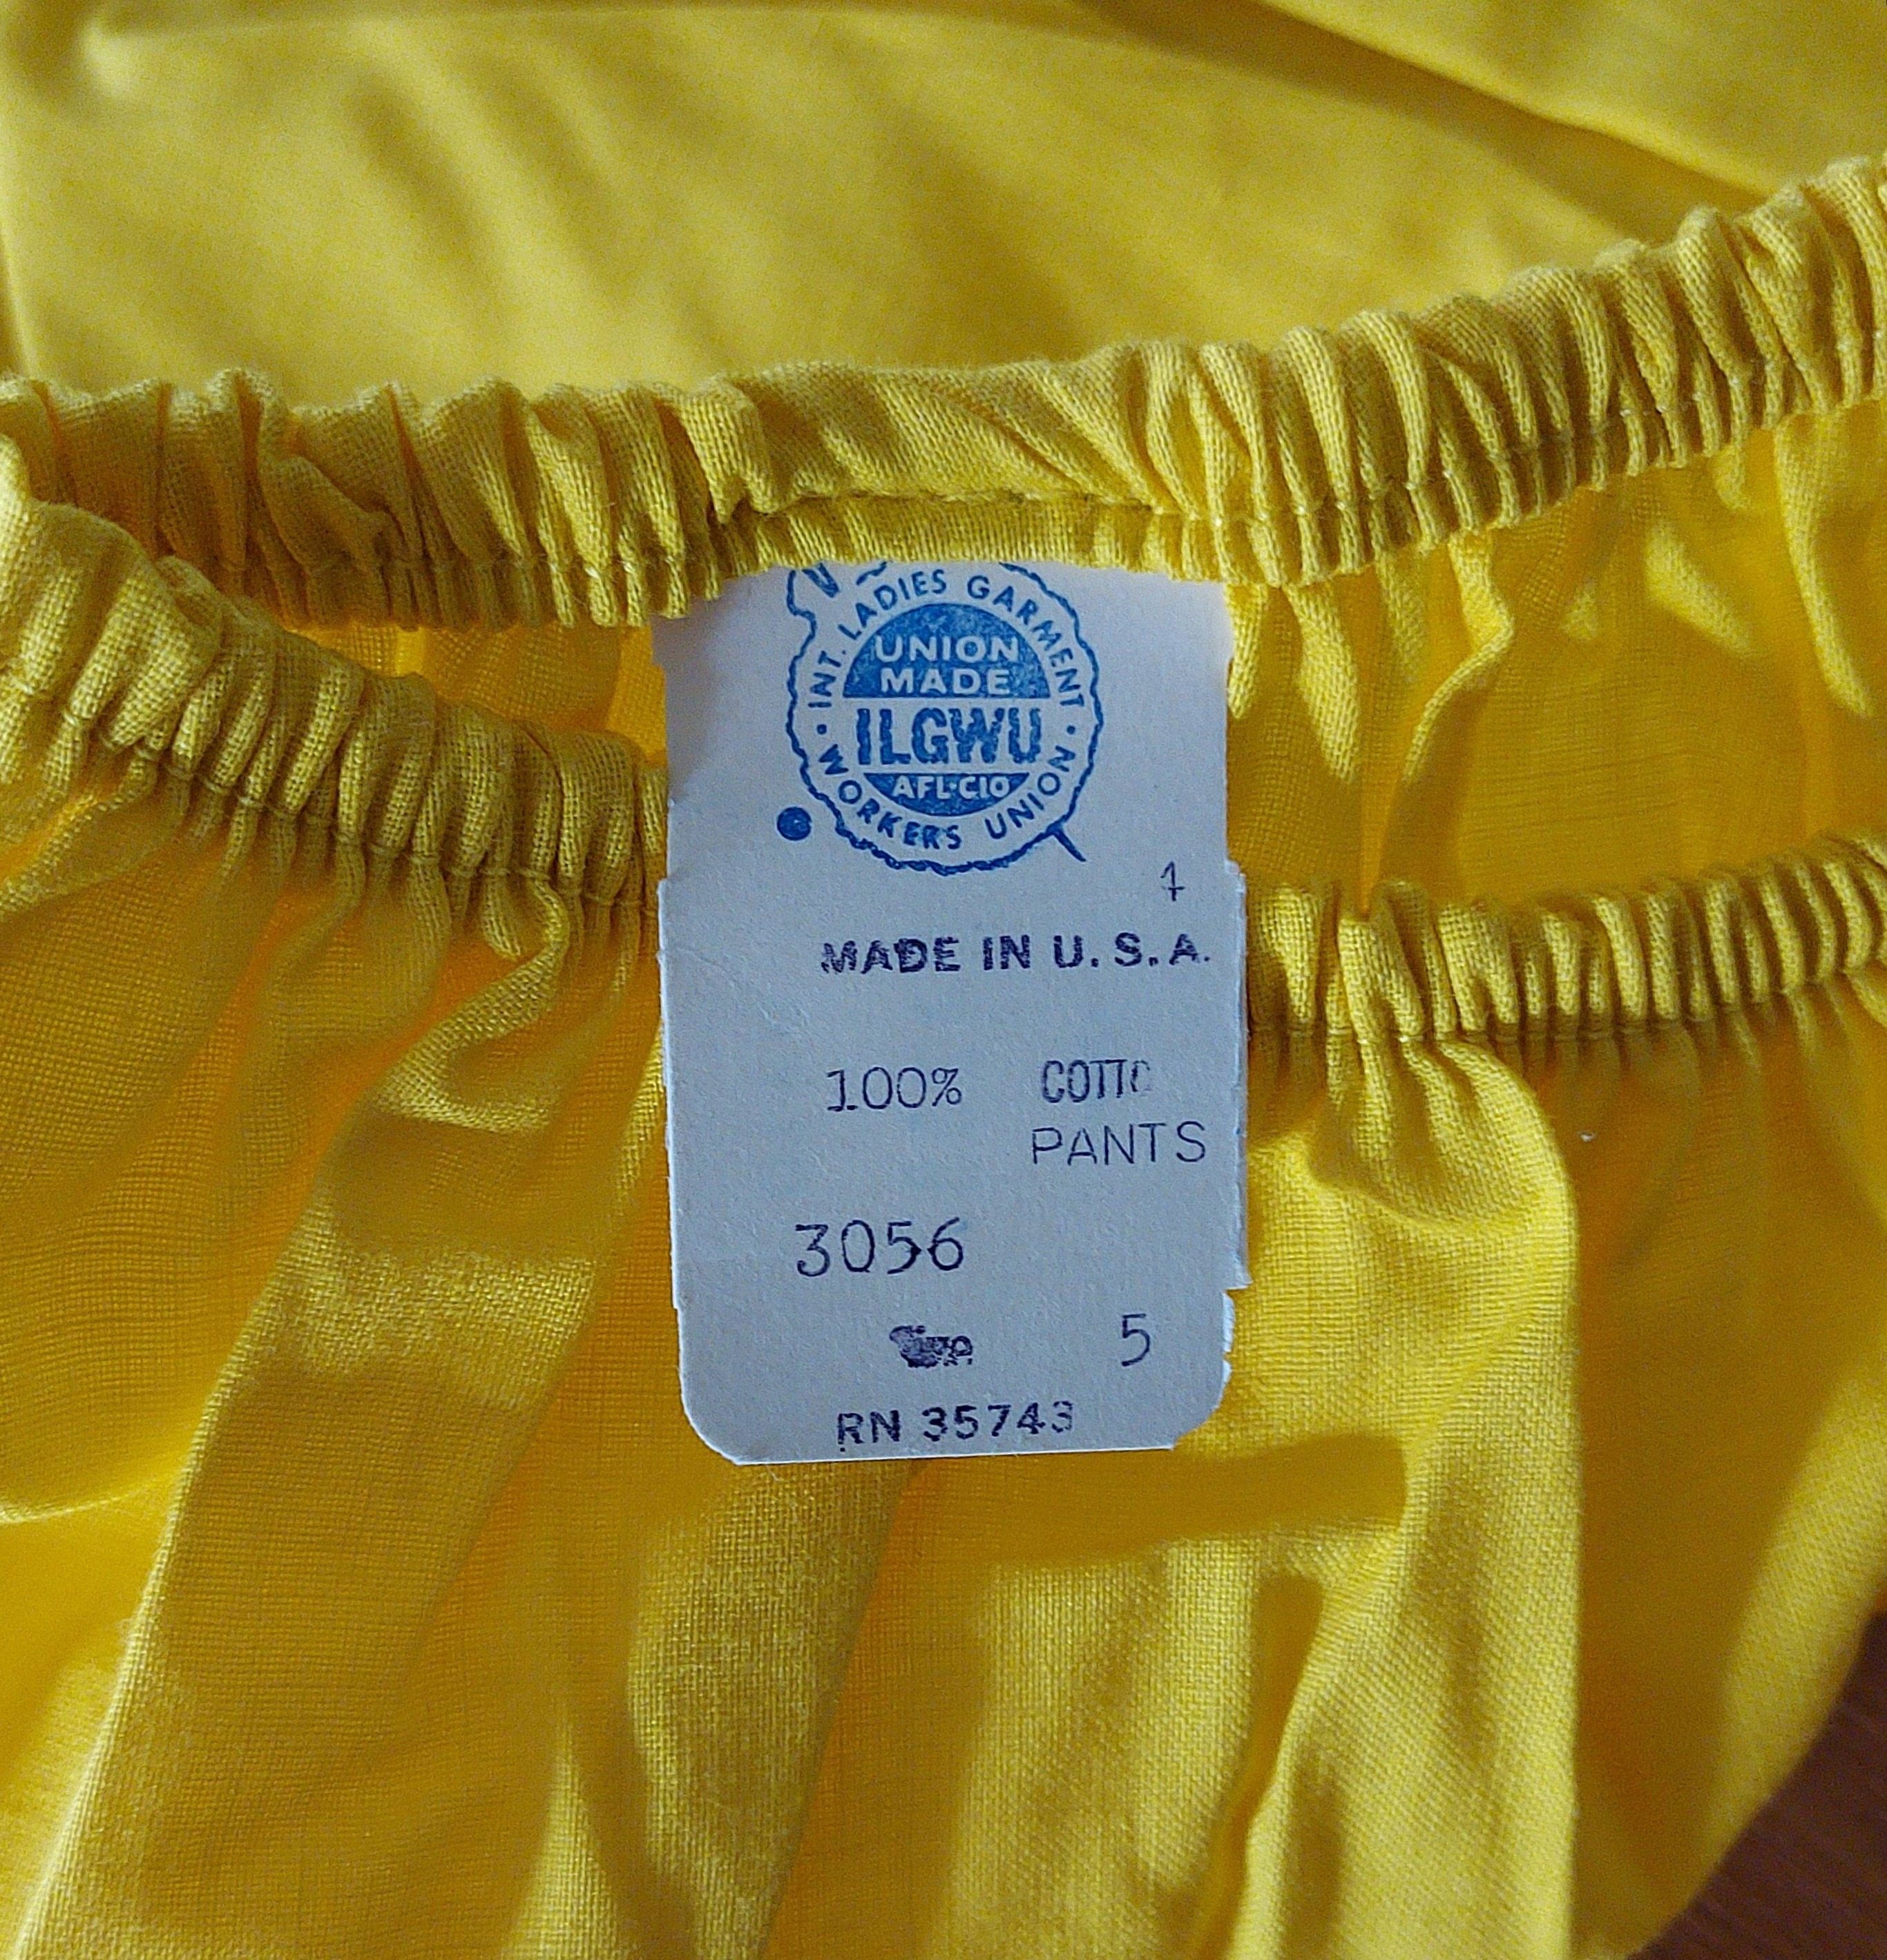 INT. LADIES GARMENT
UNION
MADE
ILGWU
AFL-CIO
WORKERS UNION
1
MADE IN U.S.A.
100% COTTO
PANTS
3056
5
RN 35743